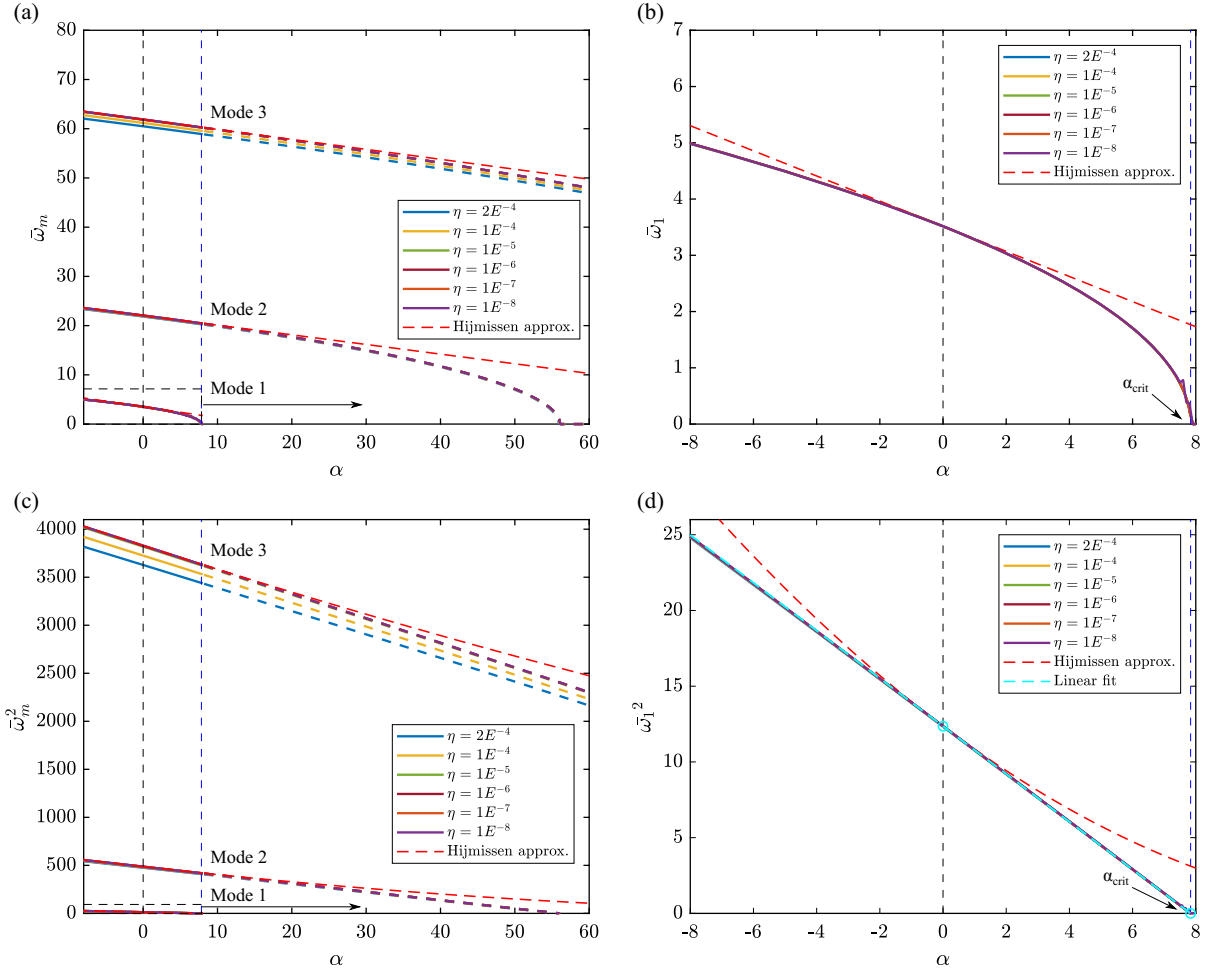 (a)
80
70
60
50
40
30
20
10
0
ω̄ₘ
Mode 3
Mode 2
Mode 1
η = 2E⁻⁴
η = 1E⁻⁴
η = 1E⁻⁵
η = 1E⁻⁶
η = 1E⁻⁷
η = 1E⁻⁸
Hijmissen approx.
0 10 20 30 40 50 60
α
(b)
7
6
5
4
3
2
1
0
ω̄₁
η = 2E⁻⁴
η = 1E⁻⁴
η = 1E⁻⁵
η = 1E⁻⁶
η = 1E⁻⁷
η = 1E⁻⁸
Hijmissen approx.
α_crit
-8 -6 -4 -2 0 2 4 6 8
α
(c)
4000
3500
3000
2500
2000
1500
1000
500
0
ω̄ₘ²
Mode 3
Mode 2
Mode 1
η = 2E⁻⁴
η = 1E⁻⁴
η = 1E⁻⁵
η = 1E⁻⁶
η = 1E⁻⁷
η = 1E⁻⁸
Hijmissen approx.
0 10 20 30 40 50 60
α
(d)
25
20
15
10
5
0
ω̄₁²
η = 2E⁻⁴
η = 1E⁻⁴
η = 1E⁻⁵
η = 1E⁻⁶
η = 1E⁻⁷
η = 1E⁻⁸
Hijmissen approx.
Linear fit
α_crit
-8 -6 -4 -2 0 2 4 6 8
α